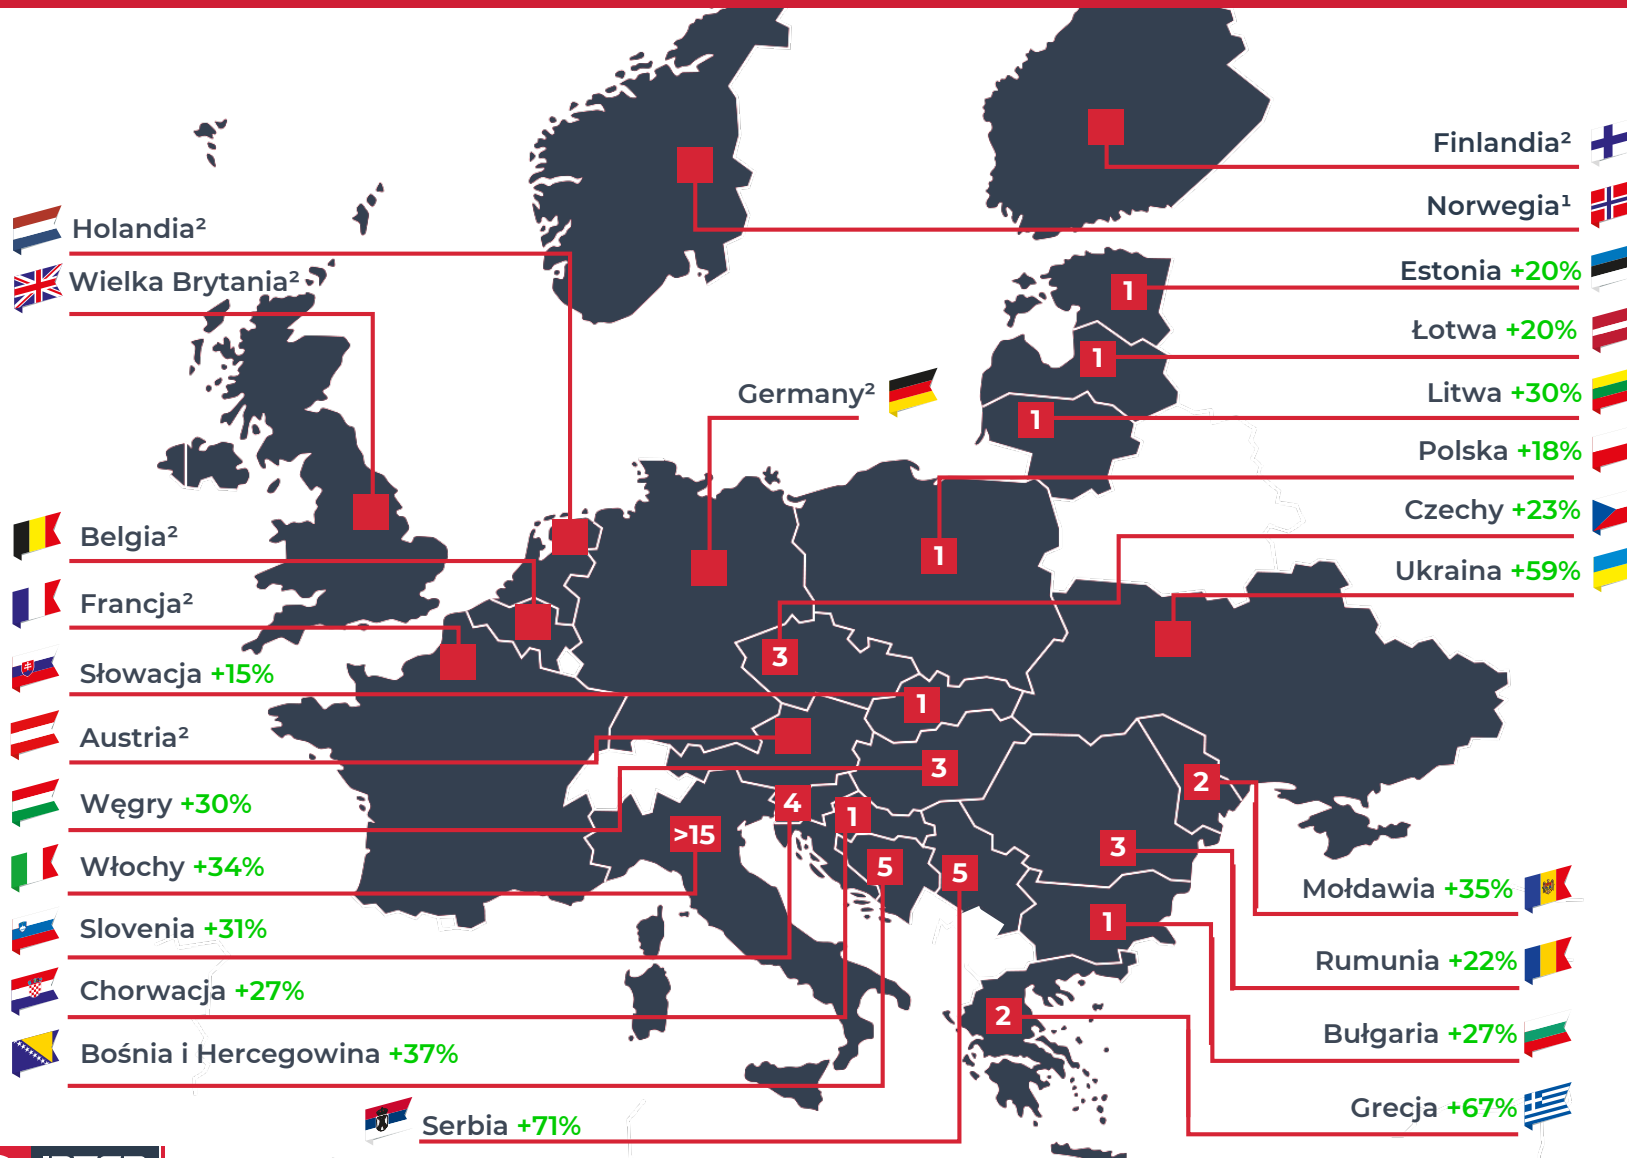 Finlandia²
Norwegia¹
Holandia²
Estonia +20%
Wielka Brytania²
Łotwa +20%
Germany²
Litwa +30%
Polska +18%
Czechy +23%
Belgia²
Ukraina +59%
Francja²
Słowacja +15%
Austria²
Węgry +30%
Włochy +34%
Mołdawia +35%
Slovenia +31%
Rumunia +22%
Chorwacja +27%
Bułgaria +27%
Bośnia i Hercegowina +37%
Grecja +67%
Serbia +71%
1
1
1
1
3
1
3
2
4
1
>15
3
5
5
1
2